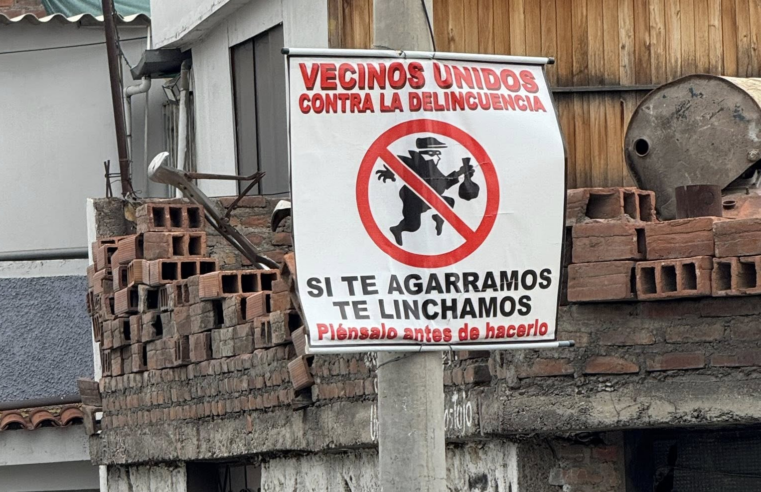 VECINOS UNIDOS
CONTRA LA DELINCUENCIA
SI TE AGARRAMOS
TE LINCHAMOS
Piénsalo antes de hacerlo